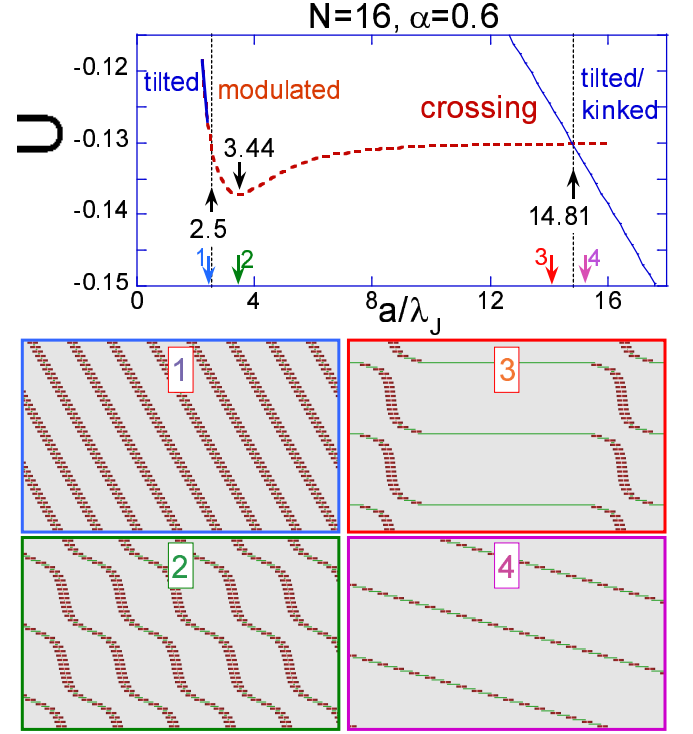 N=16, α=0.6
U
-0.12
-0.13
-0.14
-0.15
tilted
modulated
crossing
tilted/
kinked
3.44
2.5
14.81
1
2
3
4
0
4
8
12
16
a/λ_J
1
3
2
4